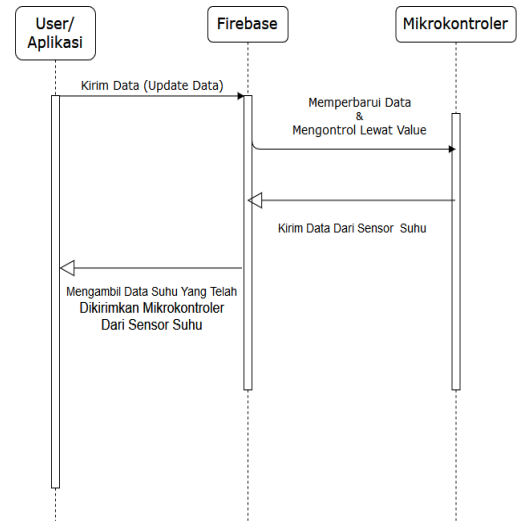 User/
Aplikasi
Firebase
Mikrokontroler
Kirim Data (Update Data)
Memperbarui Data
&
Mengontrol Lewat Value
Kirim Data Dari Sensor Suhu
Mengambil Data Suhu Yang Telah
Dikirimkan Mikrokontroler
Dari Sensor Suhu